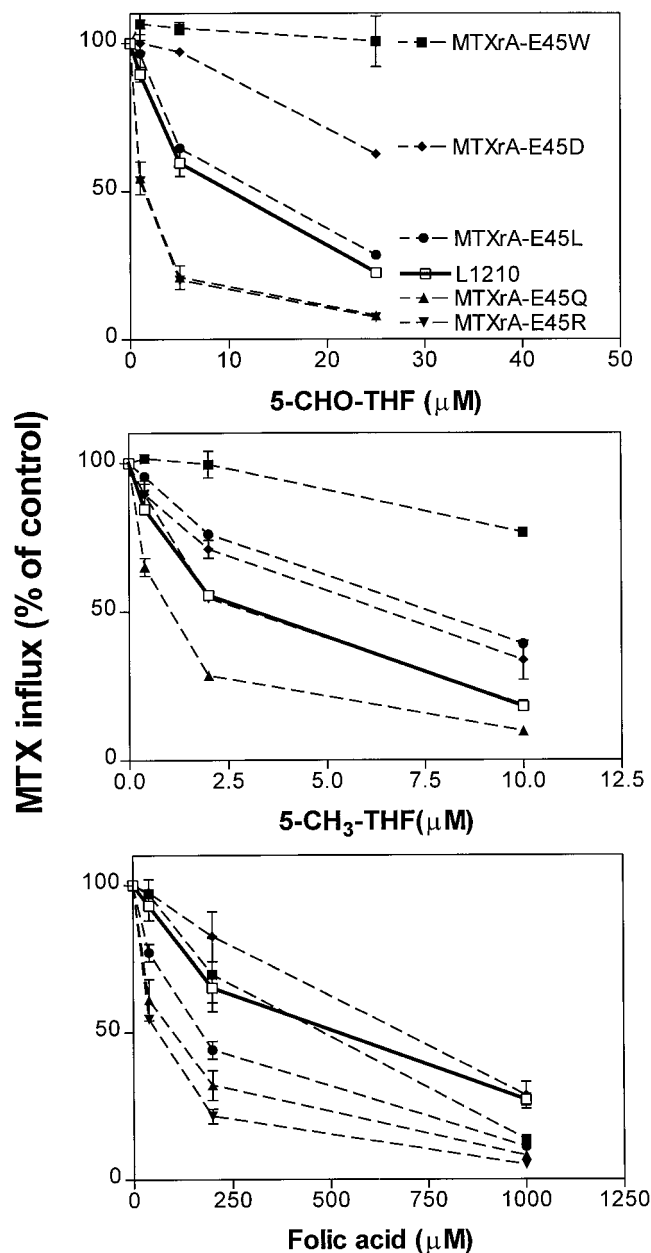 MTX influx (% of control)
100
50
0
0 10 20 30 40 50
5-CHO-THF (μM)
MTXrA-E45W
MTXrA-E45D
MTXrA-E45L
L1210
MTXrA-E45Q
MTXrA-E45R
100
50
0
0.0 2.5 5.0 7.5 10.0 12.5
5-CH₃-THF(μM)
100
50
0
0 250 500 750 1000 1250
Folic acid (μM)